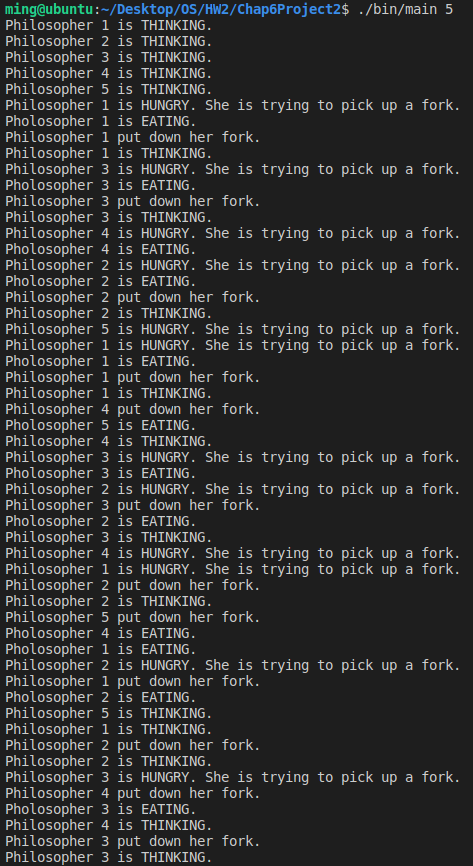 ming@ubuntu:~/Desktop/OS/HW2/Chap6Project2$ ./bin/main 5
Philosopher 1 is THINKING.
Philosopher 2 is THINKING.
Philosopher 3 is THINKING.
Philosopher 4 is THINKING.
Philosopher 5 is THINKING.
Philosopher 1 is HUNGRY. She is trying to pick up a fork.
Pholosopher 1 is EATING.
Philosopher 1 put down her fork.
Philosopher 1 is THINKING.
Philosopher 3 is HUNGRY. She is trying to pick up a fork.
Pholosopher 3 is EATING.
Philosopher 3 put down her fork.
Philosopher 3 is THINKING.
Philosopher 4 is HUNGRY. She is trying to pick up a fork.
Pholosopher 4 is EATING.
Philosopher 2 is HUNGRY. She is trying to pick up a fork.
Pholosopher 2 is EATING.
Philosopher 2 put down her fork.
Philosopher 2 is THINKING.
Philosopher 5 is HUNGRY. She is trying to pick up a fork.
Philosopher 1 is HUNGRY. She is trying to pick up a fork.
Pholosopher 1 is EATING.
Philosopher 1 put down her fork.
Philosopher 1 is THINKING.
Philosopher 4 put down her fork.
Pholosopher 5 is EATING.
Philosopher 4 is THINKING.
Philosopher 3 is HUNGRY. She is trying to pick up a fork.
Pholosopher 3 is EATING.
Philosopher 2 is HUNGRY. She is trying to pick up a fork.
Philosopher 3 put down her fork.
Pholosopher 2 is EATING.
Philosopher 3 is THINKING.
Philosopher 4 is HUNGRY. She is trying to pick up a fork.
Philosopher 1 is HUNGRY. She is trying to pick up a fork.
Philosopher 2 put down her fork.
Philosopher 2 is THINKING.
Philosopher 5 put down her fork.
Pholosopher 4 is EATING.
Pholosopher 1 is EATING.
Philosopher 2 is HUNGRY. She is trying to pick up a fork.
Philosopher 1 put down her fork.
Pholosopher 2 is EATING.
Philosopher 5 is THINKING.
Philosopher 1 is THINKING.
Philosopher 2 put down her fork.
Philosopher 2 is THINKING.
Philosopher 3 is HUNGRY. She is trying to pick up a fork.
Philosopher 4 put down her fork.
Pholosopher 3 is EATING.
Philosopher 4 is THINKING.
Philosopher 3 put down her fork.
Philosopher 3 is THINKING.